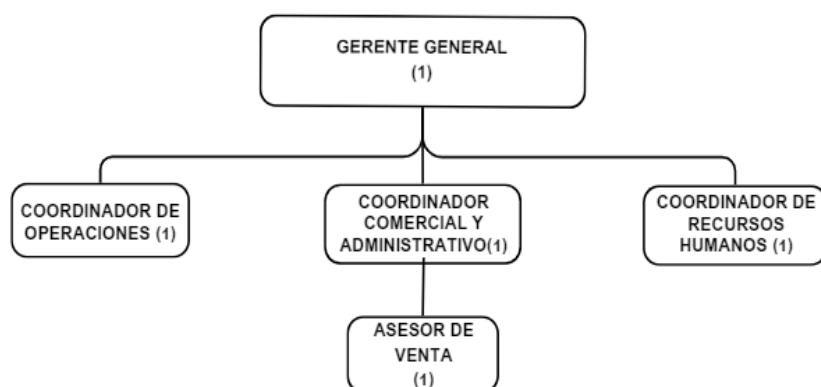 GERENTE GENERAL
(1)
COORDINADOR DE
OPERACIONES (1)
COORDINADOR
COMERCIAL Y
ADMINISTRATIVO(1)
COORDINADOR DE
RECURSOS
HUMANOS (1)
ASESOR DE
VENTA
(1)